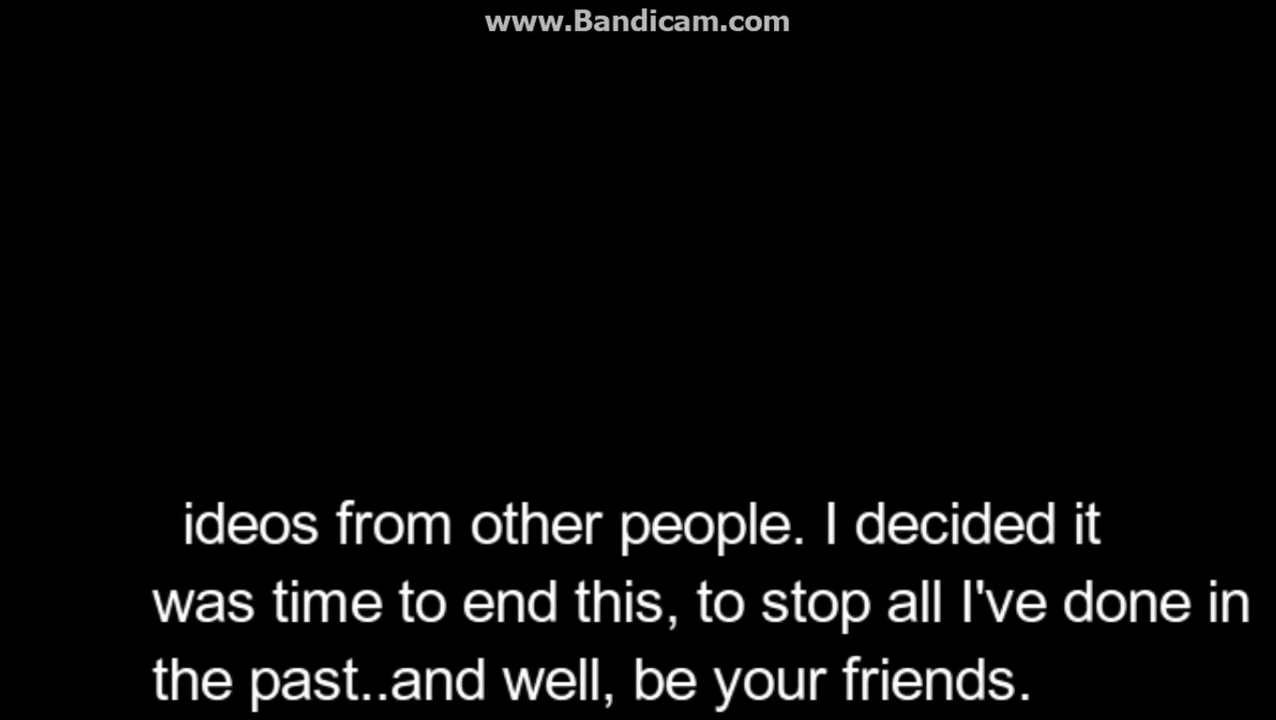 www.Bandicam.com
ideos from other people. I decided it
was time to end this, to stop all I've done in
the past..and well, be your friends.